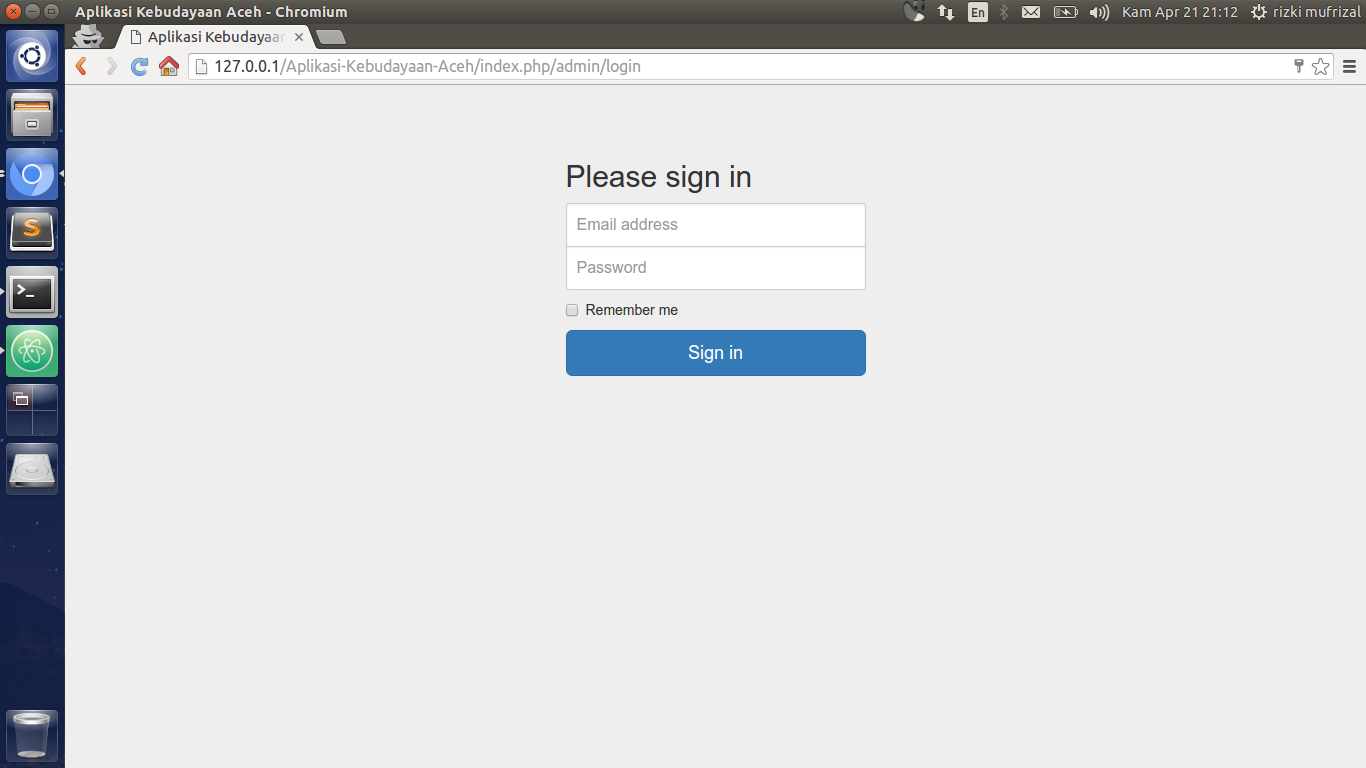 Aplikasi Kebudayaan Aceh - Chromium
En
Kam Apr 21 21:12
rizki mufrizal
Aplikasi Kebudayaan
127.0.0.1/Aplikasi-Kebudayaan-Aceh/index.php/admin/login
Please sign in
Email address
Password
Remember me
Sign in